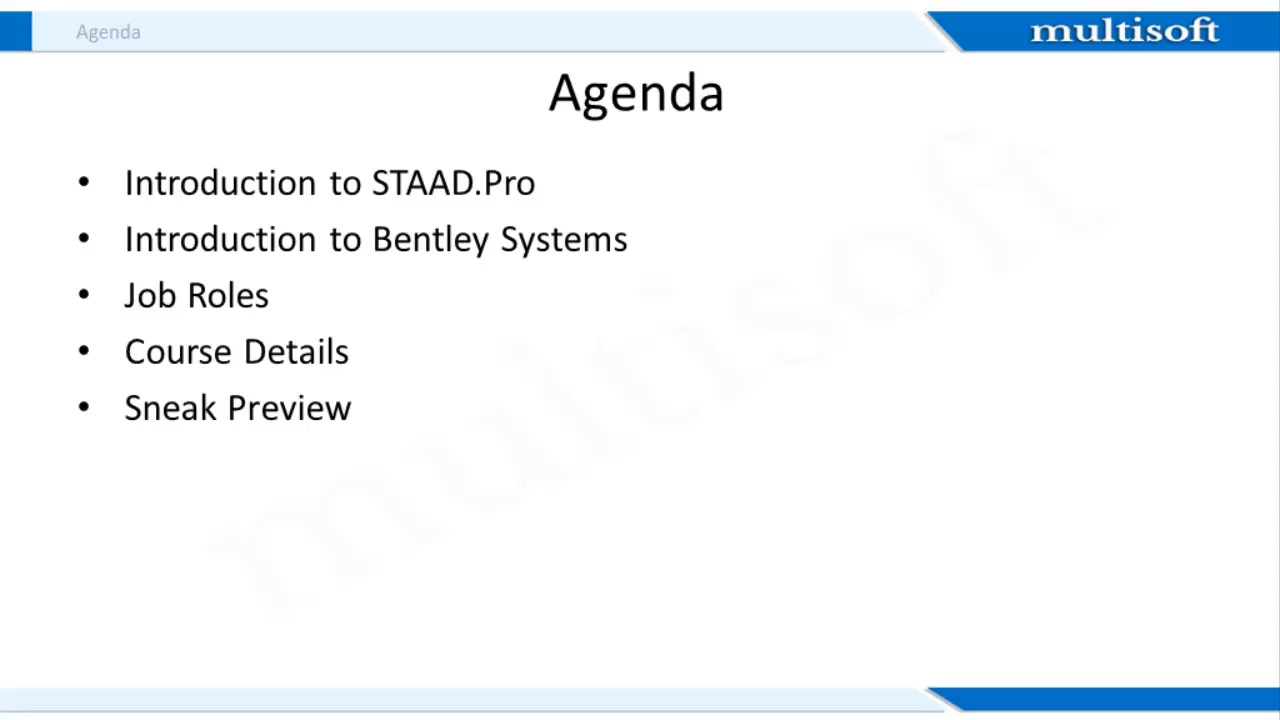 Agenda
multisoft
Agenda
• Introduction to STAAD.Pro
• Introduction to Bentley Systems
• Job Roles
• Course Details
• Sneak Preview
multisoft